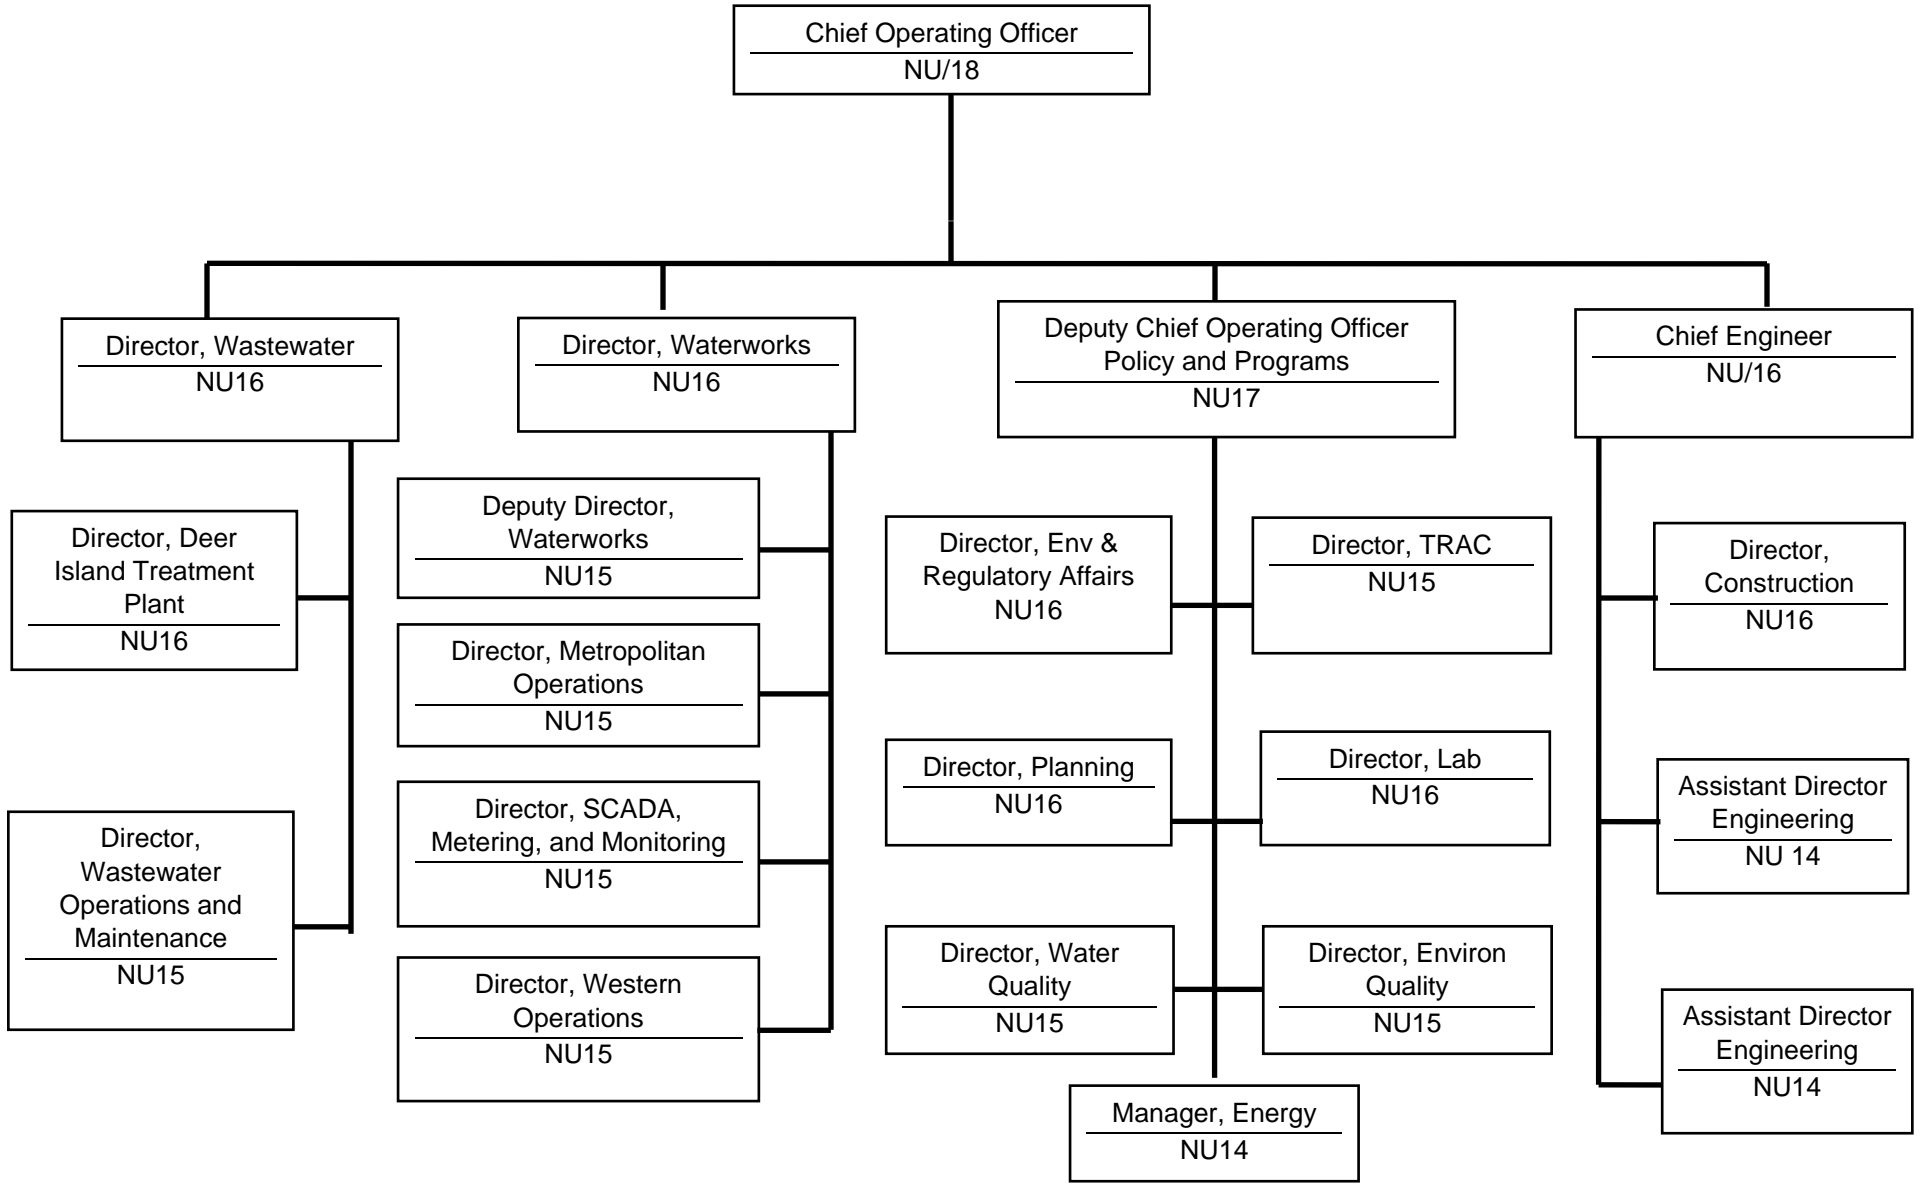 Chief Operating Officer
NU/18
Director, Wastewater
NU16
Director, Deer
Island Treatment
Plant
NU16
Director,
Wastewater
Operations and
Maintenance
NU15
Director, Waterworks
NU16
Deputy Director,
Waterworks
NU15
Director, Metropolitan
Operations
NU15
Director, SCADA,
Metering, and Monitoring
NU15
Director, Western
Operations
NU15
Deputy Chief Operating Officer
Policy and Programs
NU17
Director, Env &
Regulatory Affairs
NU16
Director, TRAC
NU15
Director, Planning
NU16
Director, Lab
NU16
Director, Water
Quality
NU15
Director, Environ
Quality
NU15
Manager, Energy
NU14
Chief Engineer
NU/16
Director,
Construction
NU16
Assistant Director
Engineering
NU 14
Assistant Director
Engineering
NU14